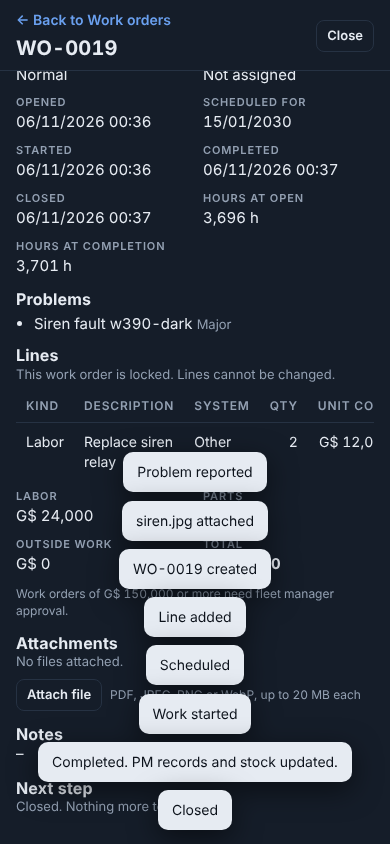 ← Back to Work orders
WO-0019
Close
Normal
Not assigned
OPENED
SCHEDULED FOR
06/11/2026 00:36
15/01/2030
STARTED
COMPLETED
06/11/2026 00:36
06/11/2026 00:37
CLOSED
HOURS AT OPEN
06/11/2026 00:37
3,696 h
HOURS AT COMPLETION
3,701 h
Problems
• Siren fault w390-dark Major
Lines
This work order is locked. Lines cannot be changed.
KIND DESCRIPTION SYSTEM QTY UNIT CO
Labor Replace siren Other 2 G$ 12,0
relay
Problem reported
LABOR
PARTS
G$ 24,000
siren.jpg attached
OUTSIDE WORK
TOTAL
G$ 0
WO-0019 created
0
Work orders of G$ 150,000 or more need fleet manager
approval.
Line added
Attachments
No files attached.
Scheduled
Attach file
PDF, JPEG, PNG or WebP, up to 20 MB each
Work started
Notes
–
Completed. PM records and stock updated.
Next step
Closed. Nothing more t
Closed